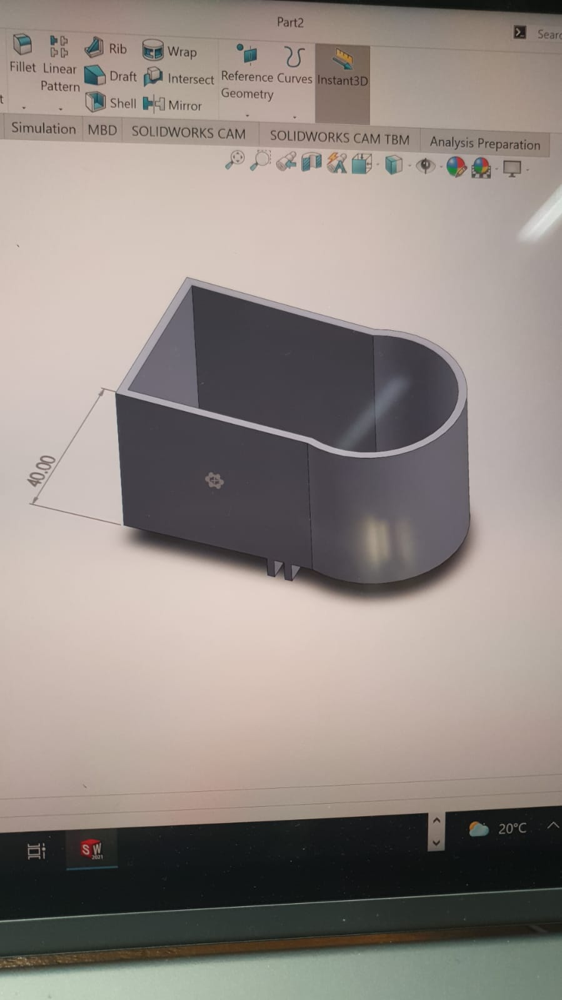 Part2
Sear
Fillet
Linear
Pattern
Rib
Draft
Shell
Wrap
Intersect
Mirror
Reference
Geometry
Curves
Instant3D
t
Simulation
MBD
SOLIDWORKS CAM
SOLIDWORKS CAM TBM
Analysis Preparation
40.00
SW
2021
20°C